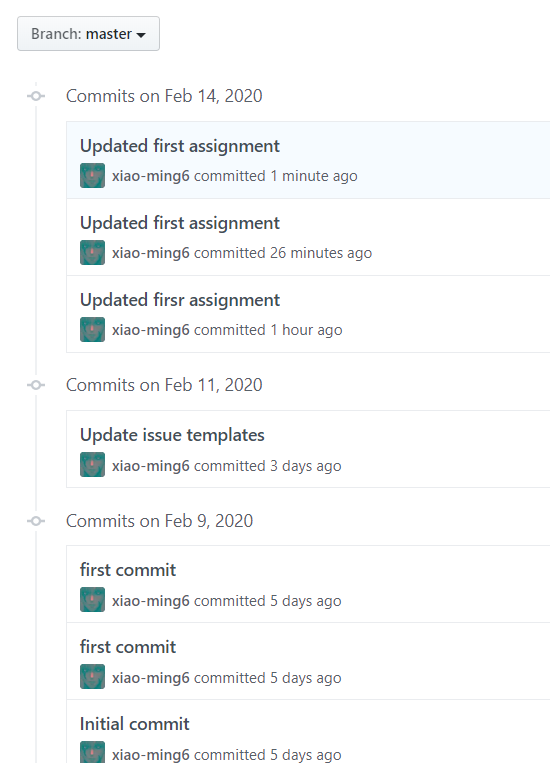 Branch: master
Commits on Feb 14, 2020
Updated first assignment
xiao-ming6 committed 1 minute ago
Updated first assignment
xiao-ming6 committed 26 minutes ago
Updated firsr assignment
xiao-ming6 committed 1 hour ago
Commits on Feb 11, 2020
Update issue templates
xiao-ming6 committed 3 days ago
Commits on Feb 9, 2020
first commit
xiao-ming6 committed 5 days ago
first commit
xiao-ming6 committed 5 days ago
Initial commit
xiao-ming6 committed 5 days ago